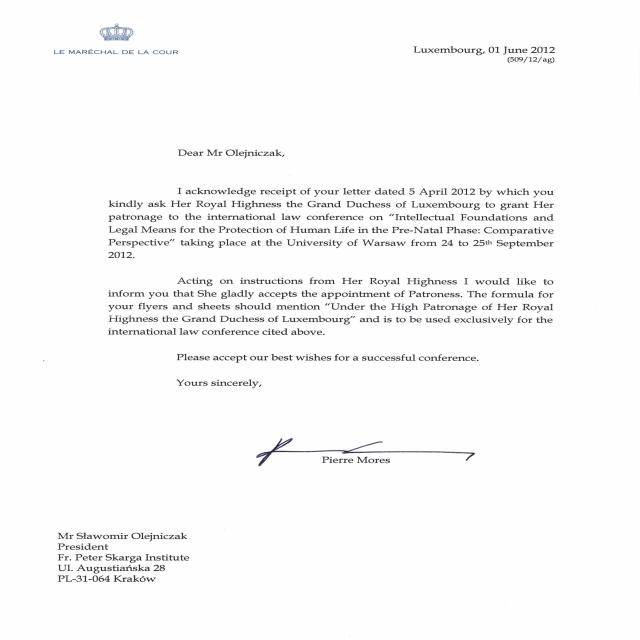 LE MARÉCHAL DE LA COUR
Luxembourg, 01 June 2012
(509/12/ag)
Dear Mr Olejniczak,
I acknowledge receipt of your letter dated 5 April 2012 by which you
kindly ask Her Royal Highness the Grand Duchess of Luxembourg to grant Her
patronage to the international law conference on “Intellectual Foundations and
Legal Means for the Protection of Human Life in the Pre-Natal Phase: Comparative
Perspective” taking place at the University of Warsaw from 24 to 25th September
2012.
Acting on instructions from Her Royal Highness I would like to
inform you that She gladly accepts the appointment of Patroness. The formula for
your flyers and sheets should mention “Under the High Patronage of Her Royal
Highness the Grand Duchess of Luxembourg” and is to be used exclusively for the
international law conference cited above.
Please accept our best wishes for a successful conference.
Yours sincerely,
Pierre Mores
Mr Sławomir Olejniczak
President
Fr. Peter Skarga Institute
Ul. Augustiańska 28
PL-31-064 Kraków